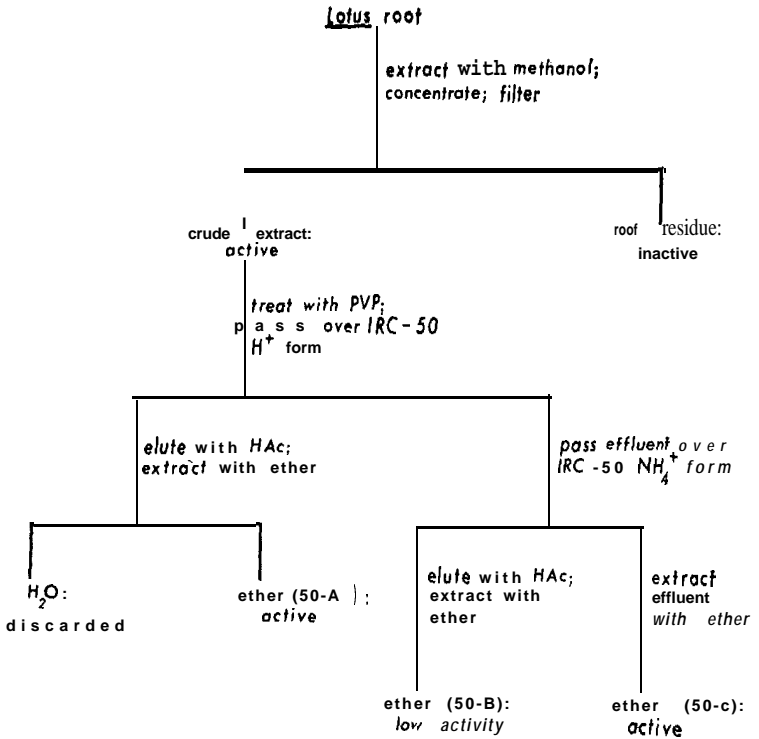 Lotus root
extract with methanol;
concentrate; filter
crude extract:
active
roof residue:
inactive
treat with PVP;
pass over IRC-50
H+ form
elute with HAc;
extract with ether
pass effluent over
IRC-50 NH4+ form
H2O:
discarded
ether (50-A):
active
elute with HAc;
extract with
ether
extract
effluent
with ether
ether (50-B):
low activity
ether (50-c):
active